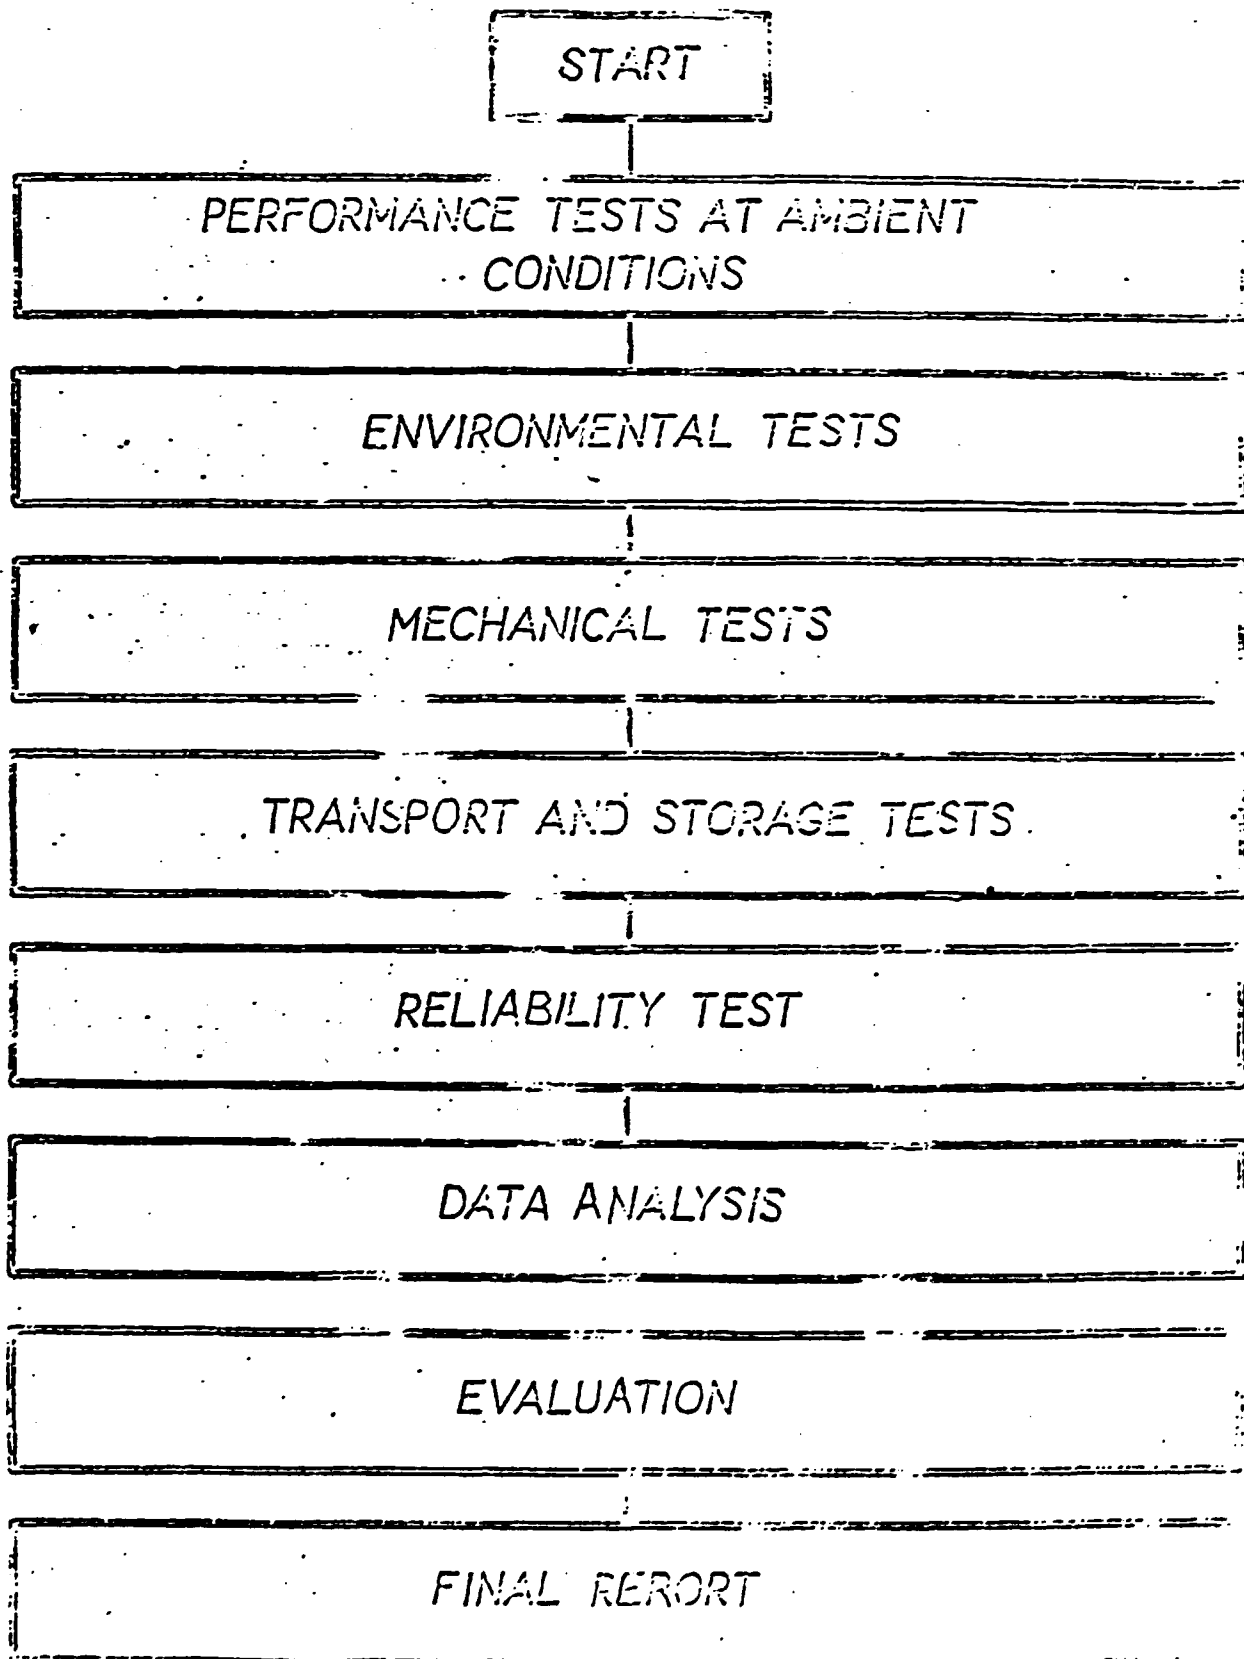 START
PERFORMANCE TESTS AT AMBIENT
CONDITIONS
ENVIRONMENTAL TESTS
MECHANICAL TESTS
TRANSPORT AND STORAGE TESTS
RELIABILITY TEST
DATA ANALYSIS
EVALUATION
FINAL RERORT